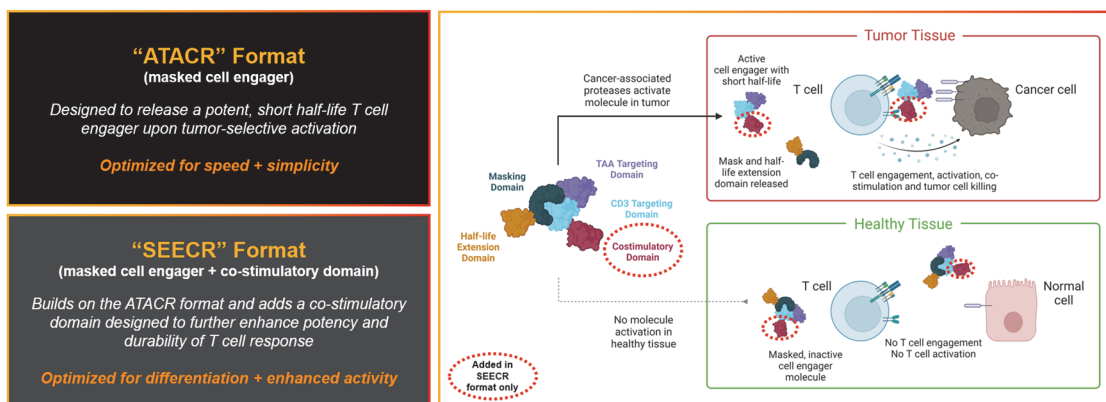 “ATACR” Format
(masked cell engager)
Designed to release a potent, short half-life T cell
engager upon tumor-selective activation
Optimized for speed + simplicity
“SEECR” Format
(masked cell engager + co-stimulatory domain)
Builds on the ATACR format and adds a co-stimulatory
domain designed to further enhance potency and
durability of T cell response
Optimized for differentiation + enhanced activity
Masking
Domain
TAA Targeting
Domain
CD3 Targeting
Domain
Half-life
Extension
Domain
Costimulatory
Domain
Cancer-associated
proteases activate
molecule in tumor
No molecule
activation in
healthy tissue
Added in
SEECR
format only
Tumor Tissue
Active
cell engager with
short half-life
T cell
Cancer cell
Mask and half-
life extension
domain released
T cell engagement, activation, co-
stimulation and tumor cell killing
Healthy Tissue
T cell
Normal
cell
Masked, inactive
cell engager
molecule
No T cell engagement
No T cell activation